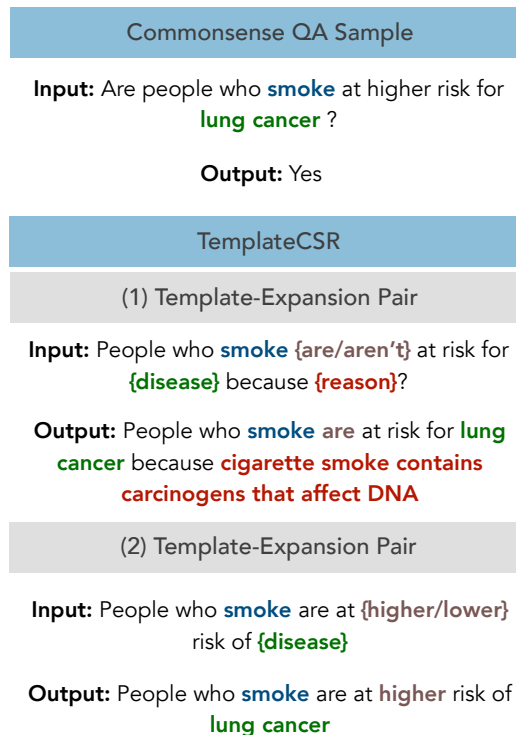 Commonsense QA Sample
Input: Are people who smoke at higher risk for
lung cancer ?
Output: Yes
TemplateCSR
(1) Template-Expansion Pair
Input: People who smoke {are/aren’t} at risk for
{disease} because {reason}?
Output: People who smoke are at risk for lung
cancer because cigarette smoke contains
carcinogens that affect DNA
(2) Template-Expansion Pair
Input: People who smoke are at {higher/lower}
risk of {disease}
Output: People who smoke are at higher risk of
lung cancer